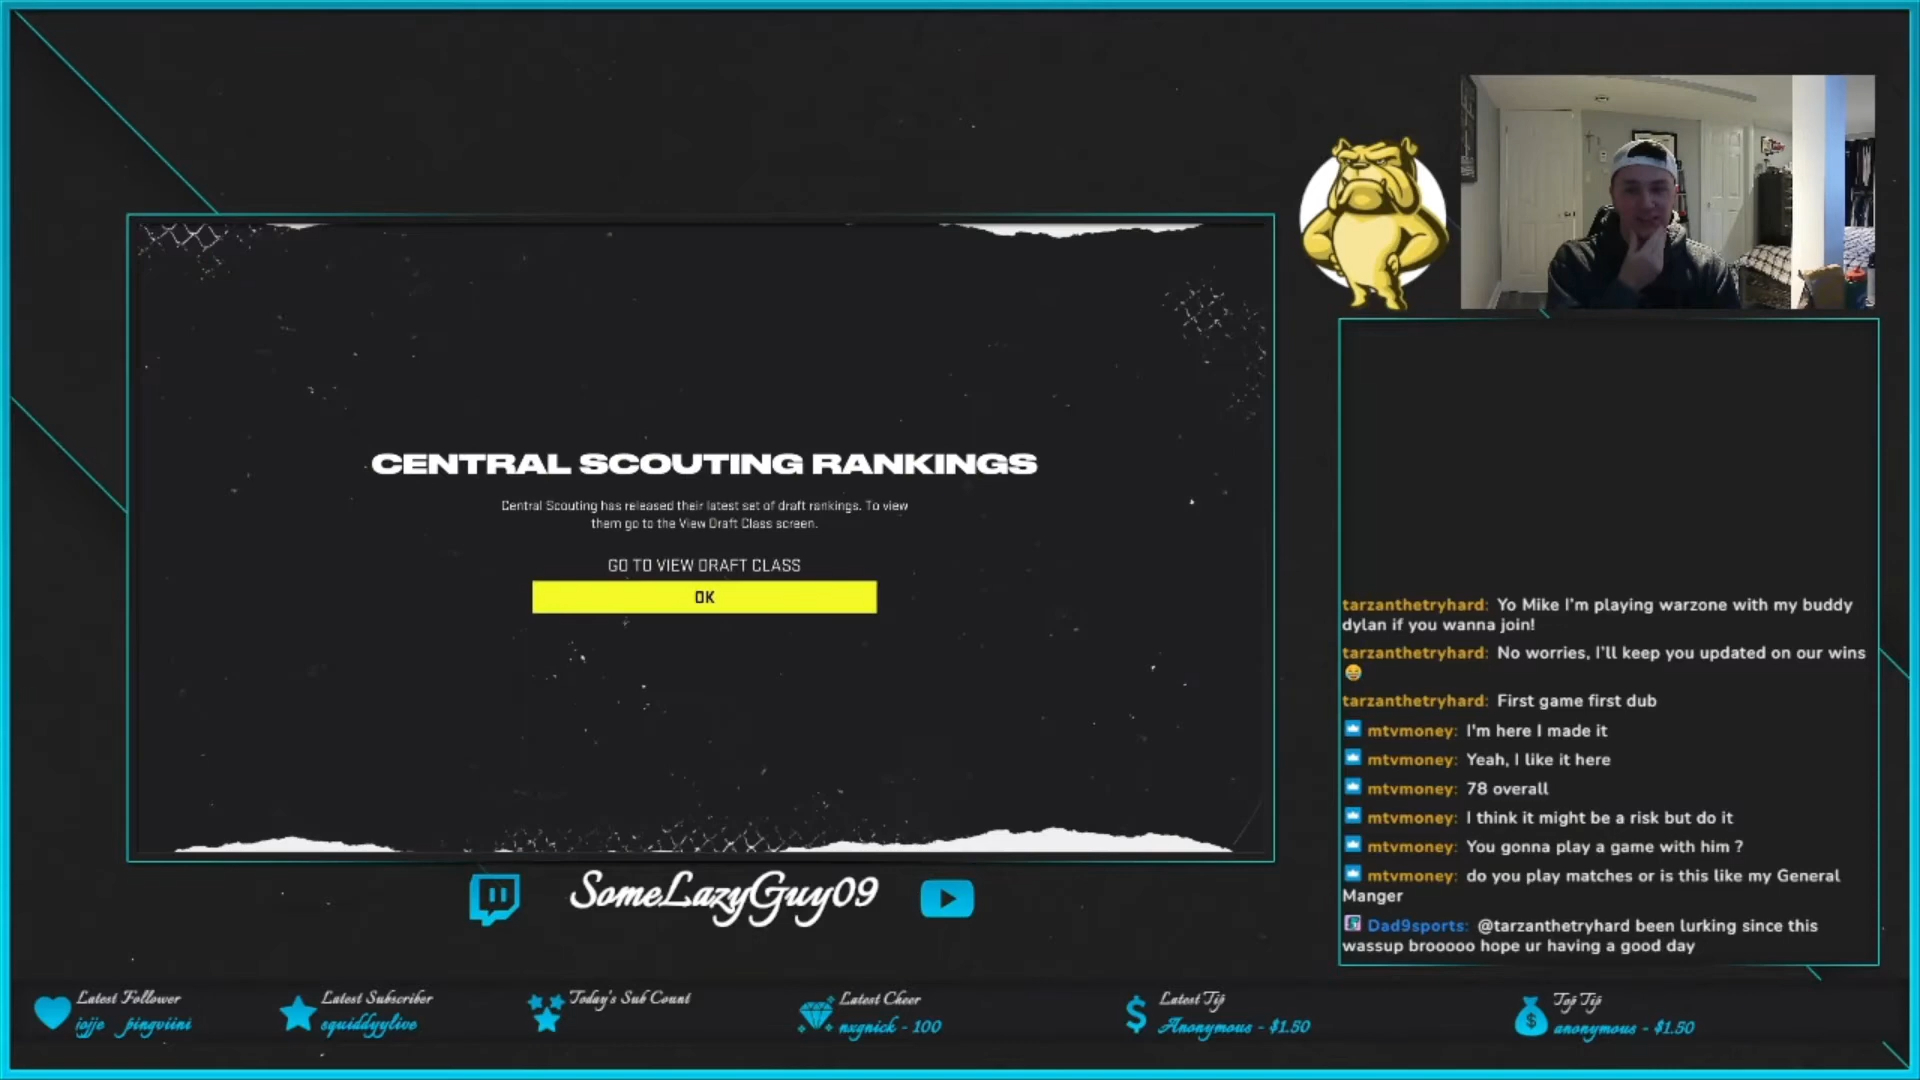 CENTRAL SCOUTING RANKINGS
Central Scouting has released their latest set of draft rankings. To view
them go to the View Draft Class screen.
GO TO VIEW DRAFT CLASS
OK
tarzanthetryhard: Yo Mike I'm playing warzone with my buddy
dylan if you wanna join!
tarzanthetryhard: No worries, I'll keep you updated on our wins
😂
tarzanthetryhard: First game first dub
mtvmoney: I'm here I made it
mtvmoney: Yeah, I like it here
mtvmoney: 78 overall
mtvmoney: I think it might be a risk but do it
mtvmoney: You gonna play a game with him ?
mtvmoney: do you play matches or is this like my General
Manger
Dad9sports: @tarzanthetryhard been lurking since this
wassup brooooo hope ur having a good day
SomeLazyGuy09
Latest Follower
jojje_pingviini
Latest Subscriber
squiddyylive
Today's Sub Count
Latest Cheer
nxgnick - 100
Latest Tip
Anonymous - $1.50
Top Tip
anonymous - $1.50